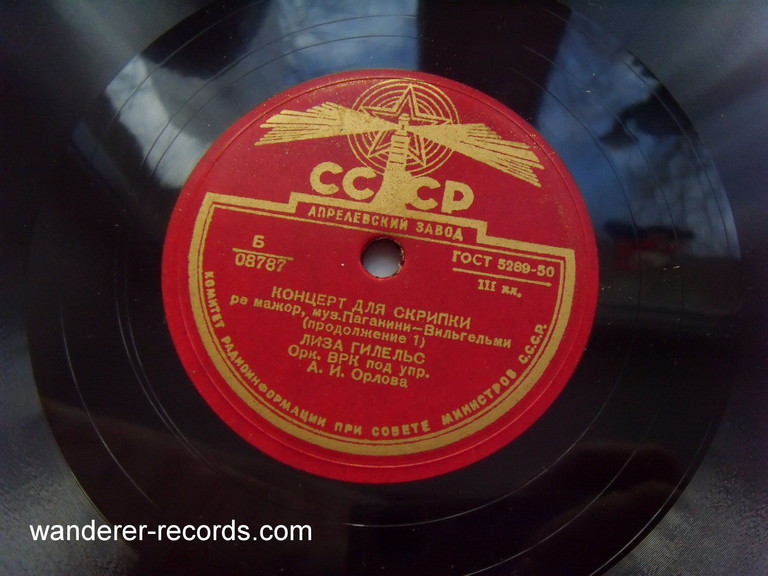 СССР
АПРЕЛЕВСКИЙ ЗАВОД
Б
08787
ГОСТ 5289-50
III кл.
КОНЦЕРТ ДЛЯ СКРИПКИ
ре мажор, муз.Паганини—Вильгельми
(продолжение 1)
ЛИЗА ГИЛЕЛЬС
Орк. ВРК под упр.
А. И. Орлова
КОМИТЕТ РАДИОИНФОРМАЦИИ ПРИ СОВЕТЕ МИНИСТРОВ С.С.С.Р.
wanderer-records.com